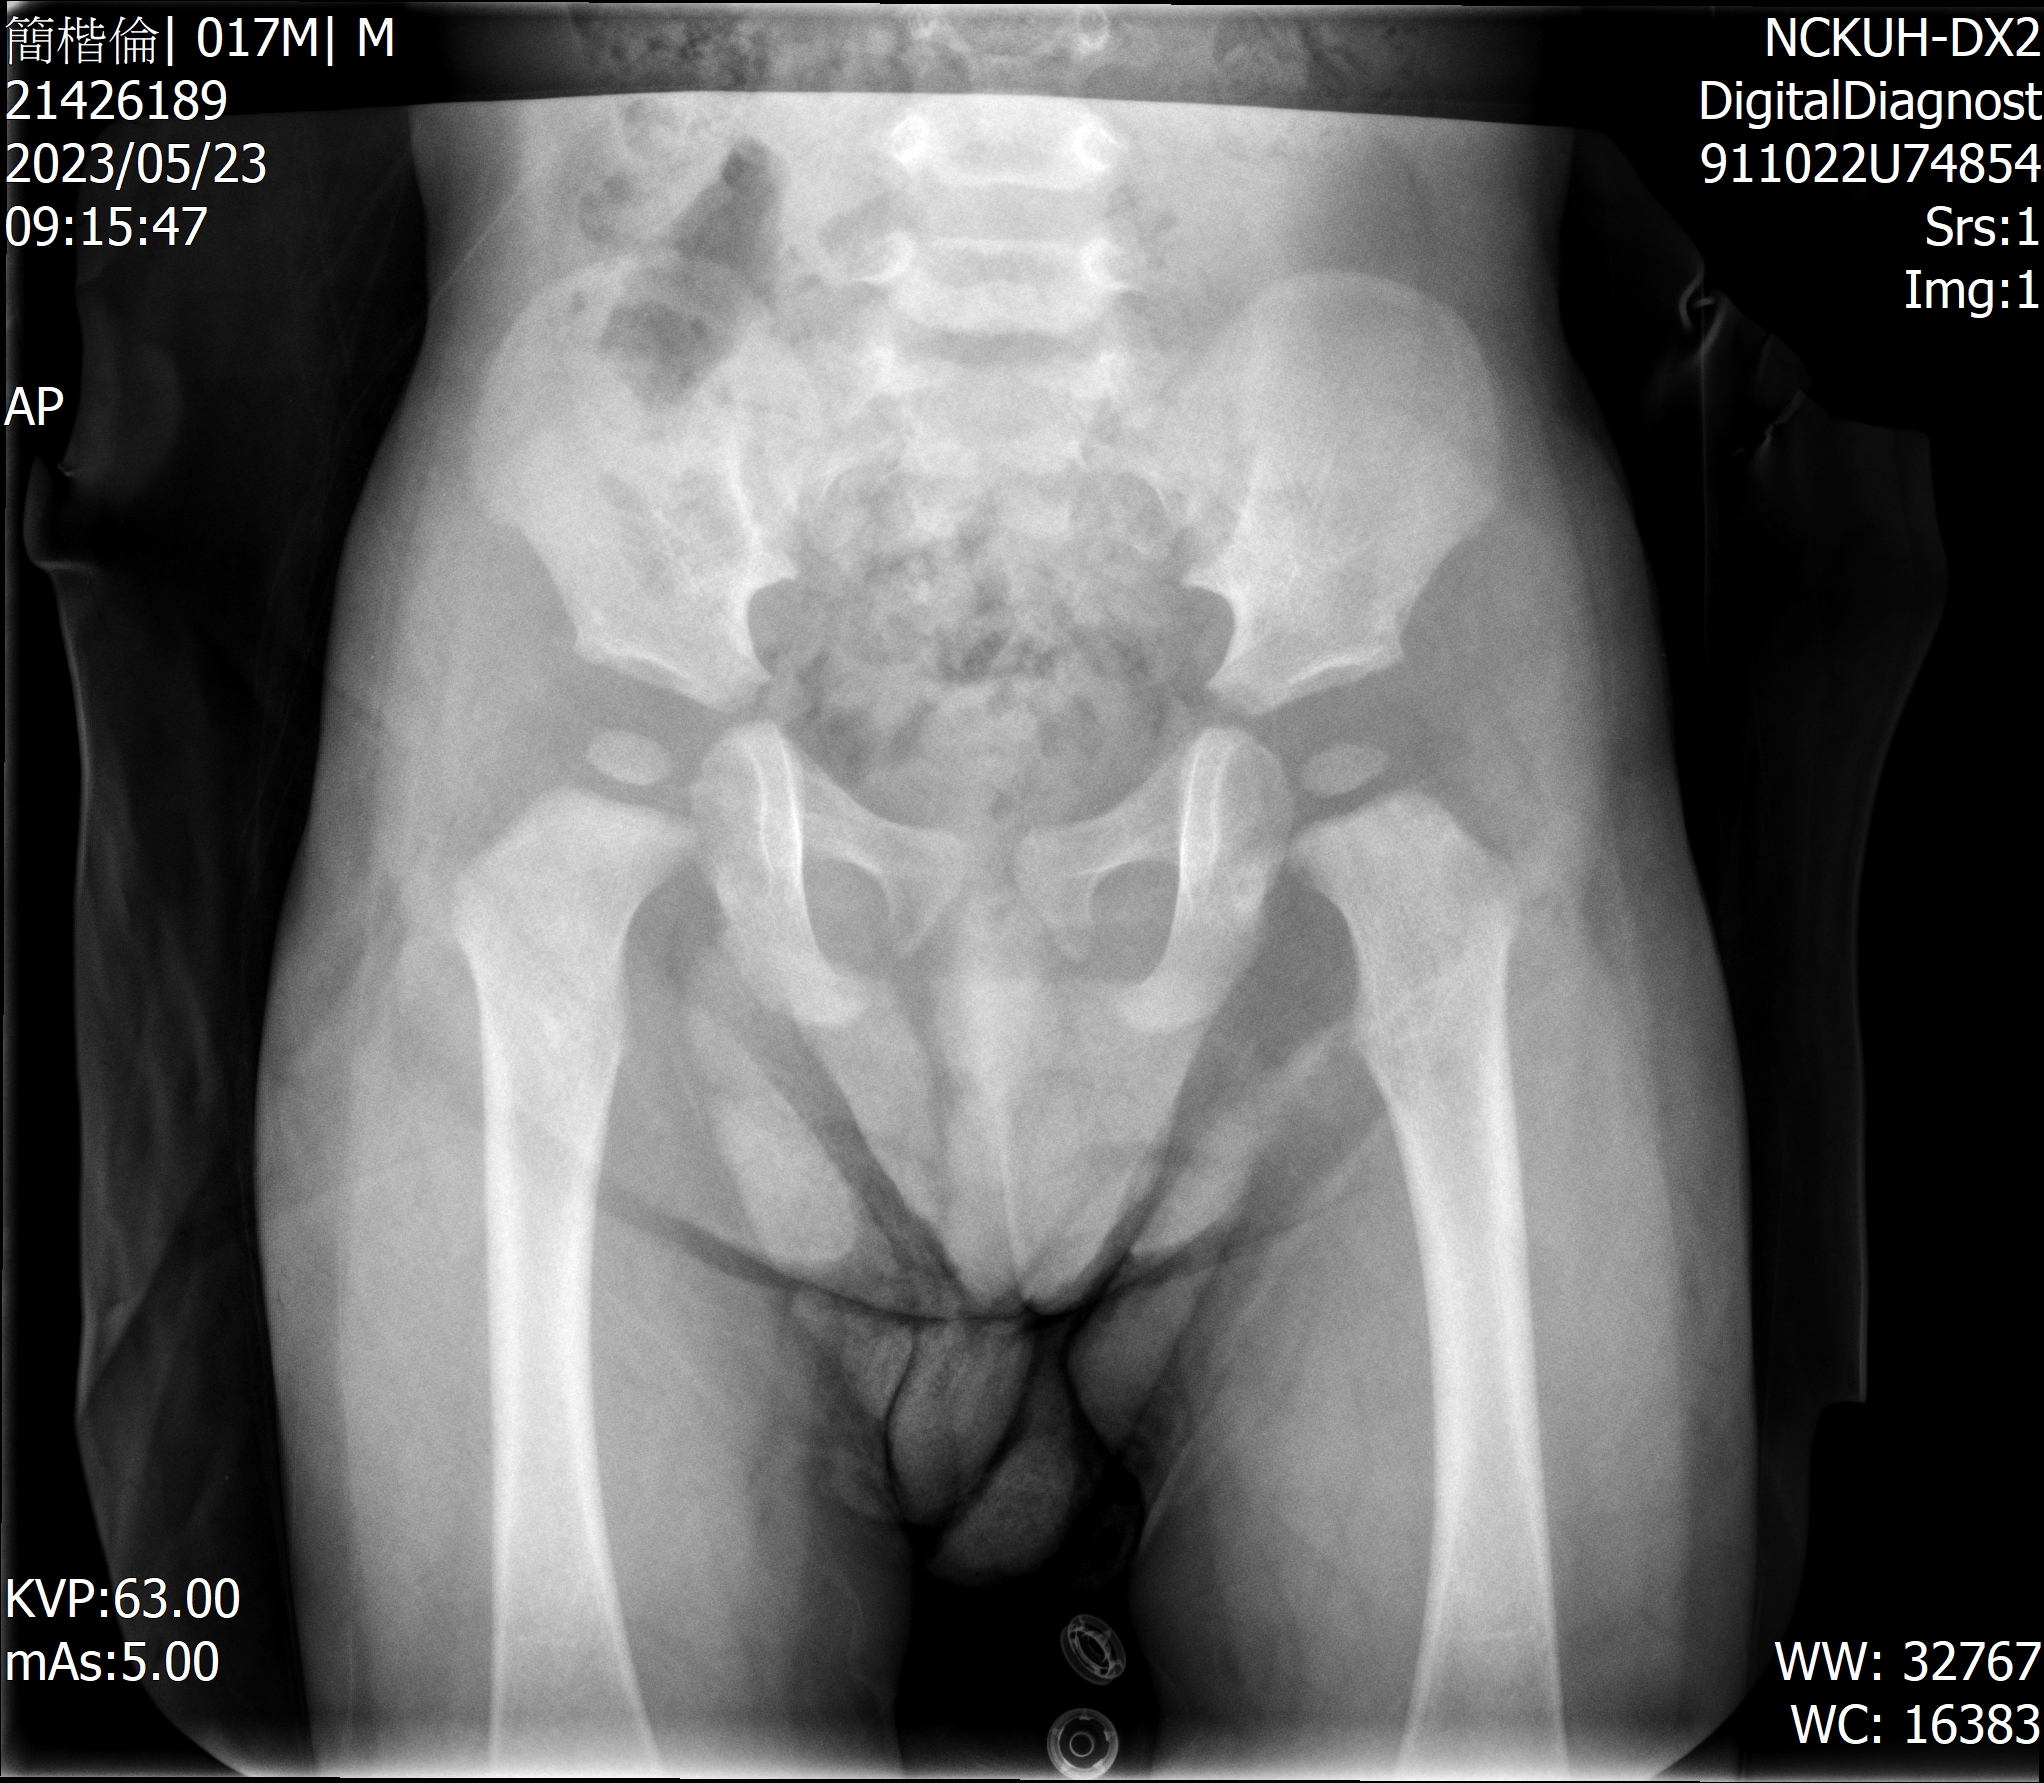 簡楷倫| 017M| M
21426189
2023/05/23
09:15:47
AP
KVP:63.00
mAs:5.00
NCKUH-DX2
DigitalDiagnost
911022U74854
Srs:1
Img:1
WW: 32767
WC: 16383